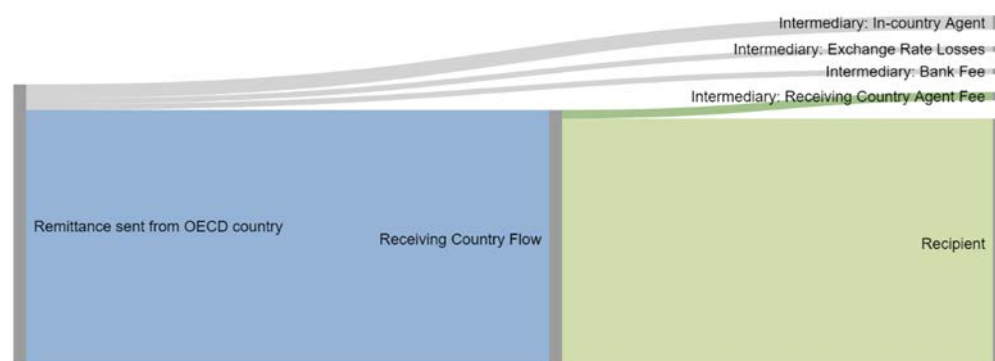 Intermediary: In-country Agent
Intermediary: Exchange Rate Losses
Intermediary: Bank Fee
Intermediary: Receiving Country Agent Fee
Remittance sent from OECD country
Receiving Country Flow
Recipient